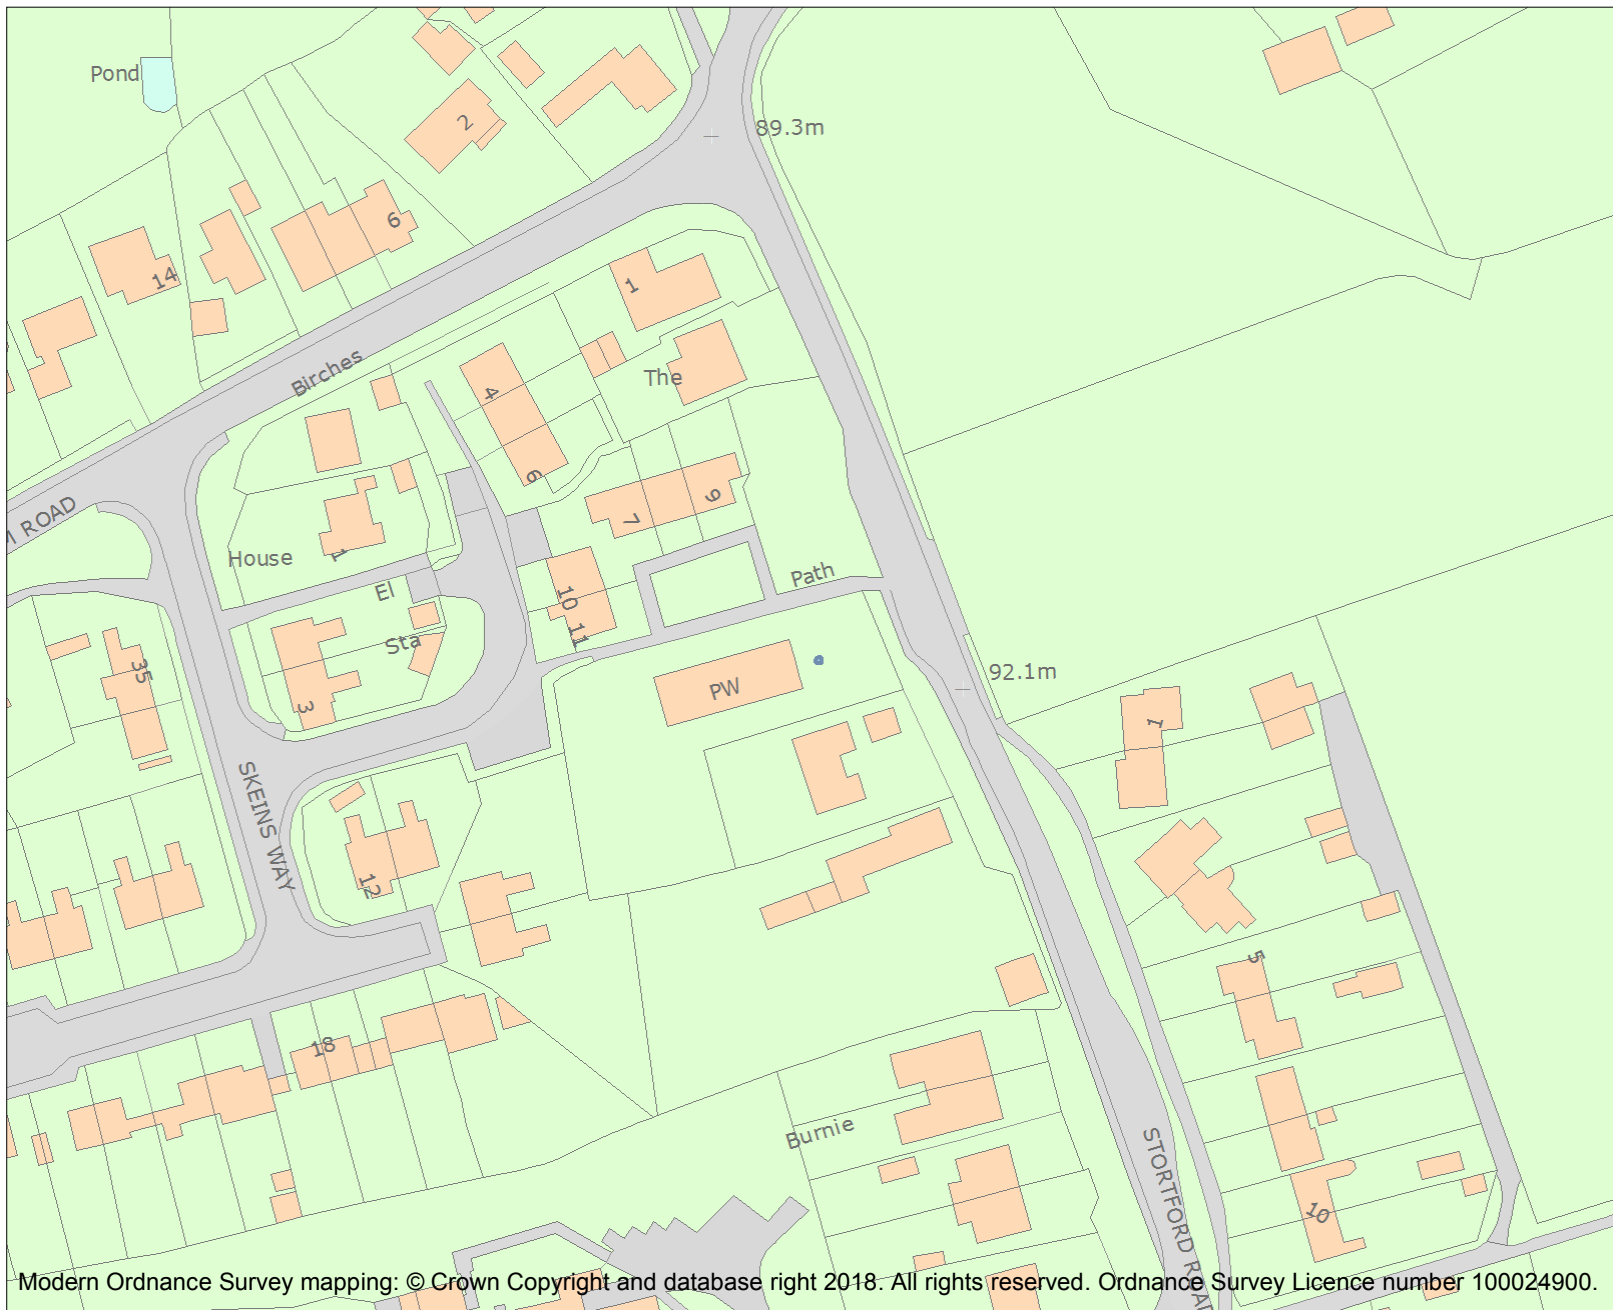 Pond
2
89.3m
6
14
1
Birches
The
4
6
9
7
M ROAD
House
1
El
Path
10
11
Sta
35
PW
92.1m
3
1
SKEINS WAY
12
5
18
Burnie
STORTFORD ROAD
10
Modern Ordnance Survey mapping: © Crown Copyright and database right 2018. All rights reserved. Ordnance Survey Licence number 100024900.